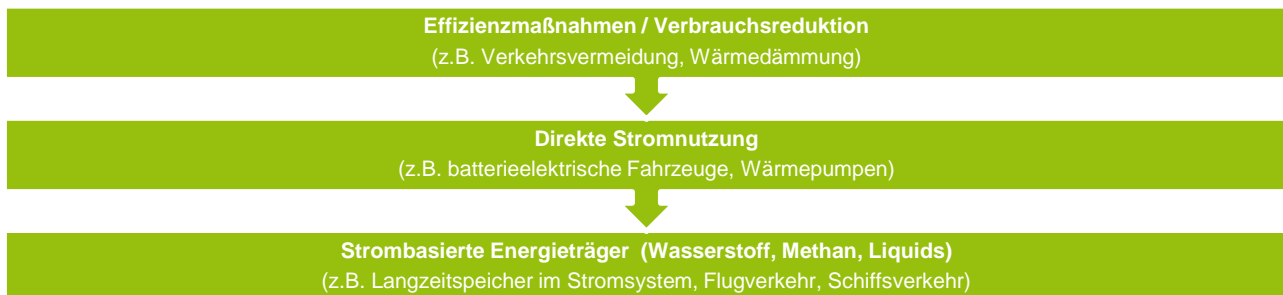 Effizienzmaßnahmen / Verbrauchsreduktion
(z.B. Verkehrsvermeidung, Wärmedämmung)
Direkte Stromnutzung
(z.B. batterieelektrische Fahrzeuge, Wärmepumpen)
Strombasierte Energieträger (Wasserstoff, Methan, Liquids)
(z.B. Langzeitspeicher im Stromsystem, Flugverkehr, Schiffsverkehr)